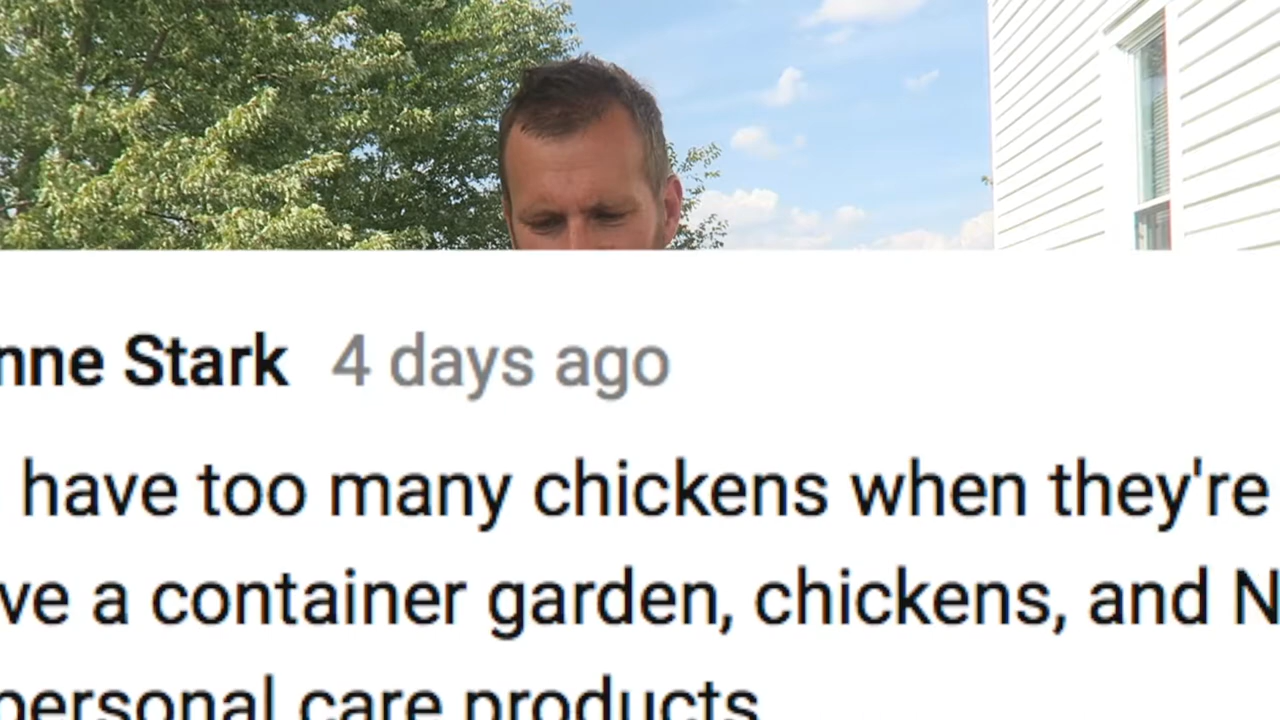 nne Stark 4 days ago
have too many chickens when they're
ve a container garden, chickens, and N
personal care products